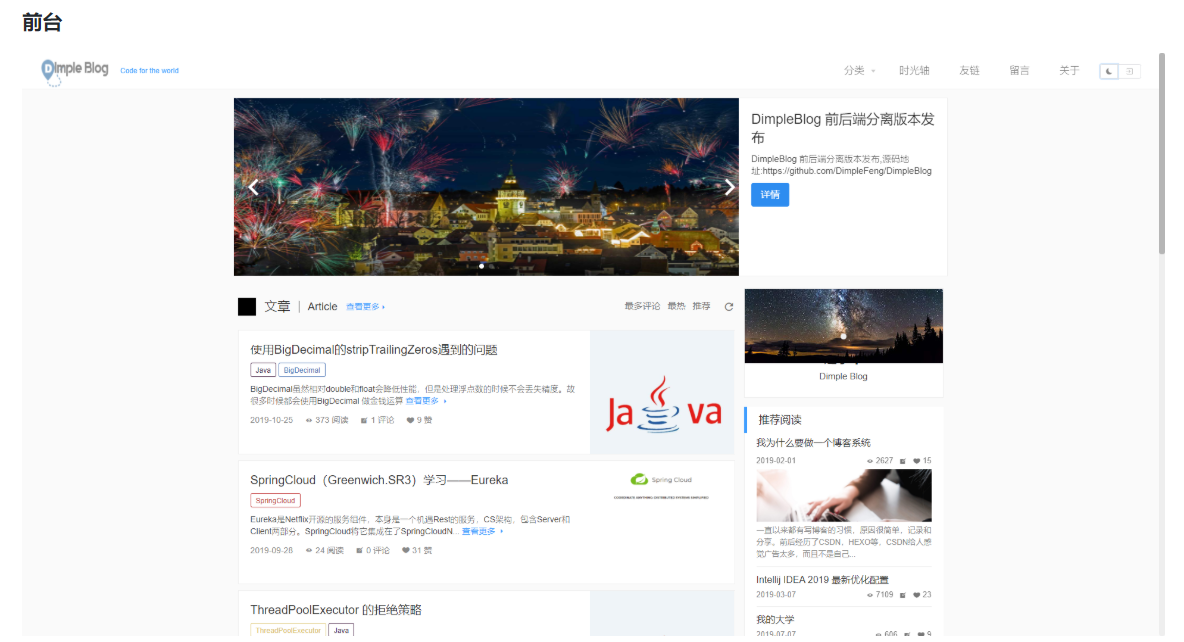 前台
Dimple Blog
Code for the world
分类
时光轴
友链
留言
关于
DimpleBlog 前后端分离版本发
布
DimpleBlog 前后端分离版本发布,源码地
址:https://github.com/DimpleFeng/DimpleBlog
详情
文章 | Article 查看更多
最多评论 最热 推荐
使用BigDecimal的stripTrailingZeros遇到的问题
Java BigDecimal
BigDecimal虽然相对double和float会降低性能，但是处理浮点数的时候不会丢失精度。故
很多时候都会使用BigDecimal 做金钱运算 查看更多
2019-10-25 373 阅读 1 评论 9 赞
Java
Dimple Blog
推荐阅读
我为什么要做一个博客系统
2019-02-01 2627 15
一直以来都有写博客的习惯，原因很简单，记录和
分享。前后经历了CSDN、HEXO等，CSDN给人感
觉广告太多，而且不是自己...
SpringCloud（Greenwich.SR3）学习——Eureka
SpringCloud
Eureka是Netflix开源的服务组件，本身是一个机遇Rest的服务，CS架构，包含Server和
Client两部分。SpringCloud将它集成在了SpringCloudN... 查看更多
2019-09-28 24 阅读 0 评论 31 赞
Spring Cloud
Intellij IDEA 2019 最新优化配置
2019-03-07 7109 23
我的大学
2019-07-07 606 9
ThreadPoolExecutor 的拒绝策略
ThreadPoolExecutor Java